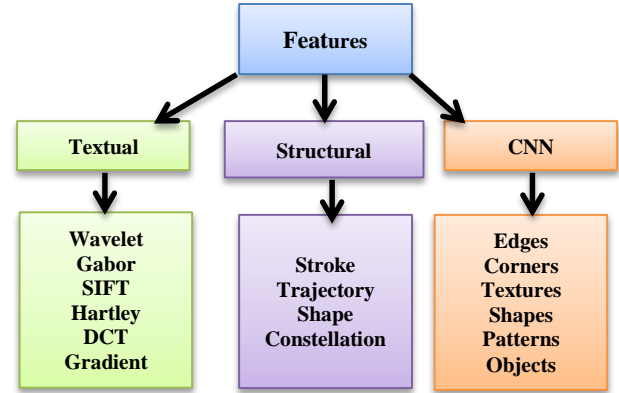 Features
Textual
Structural
CNN
Wavelet
Gabor
SIFT
Hartley
DCT
Gradient
Stroke
Trajectory
Shape
Constellation
Edges
Corners
Textures
Shapes
Patterns
Objects